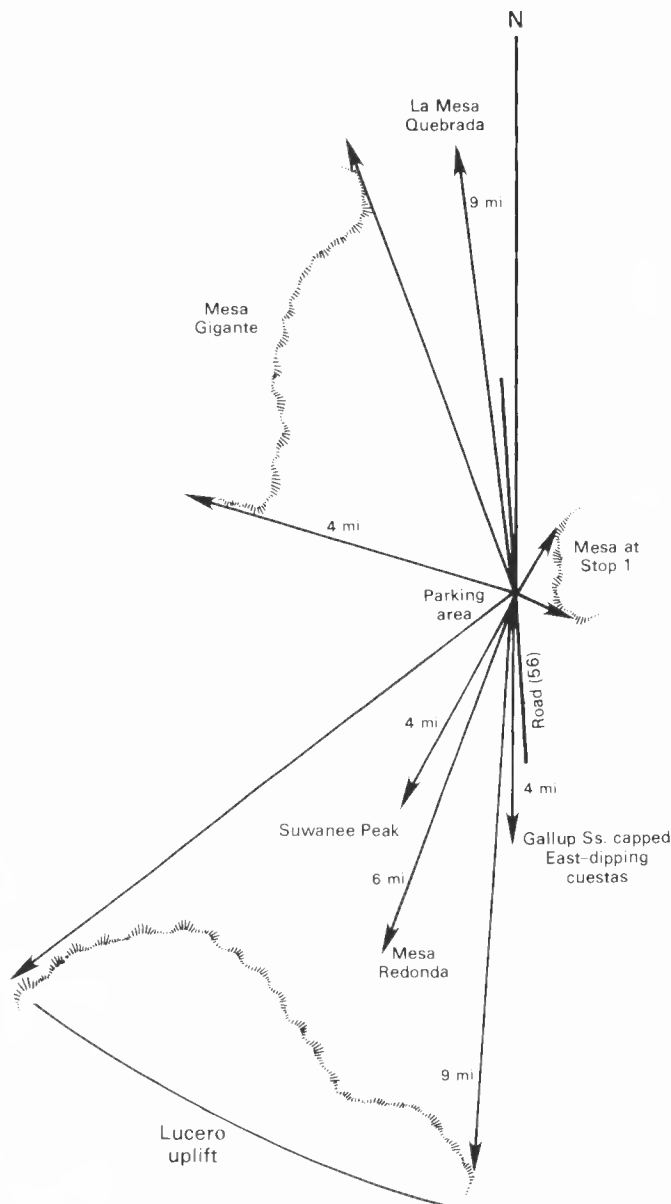 N
La Mesa
Quebrada
9 mi
Mesa
Gigante
4 mi
Mesa at
Stop 1
Parking
area
Road (56)
4 mi
4 mi
Suwanee Peak
Gallup Ss. capped
East-dipping
cuestas
6 mi
Mesa
Redonda
9 mi
Lucero
uplift